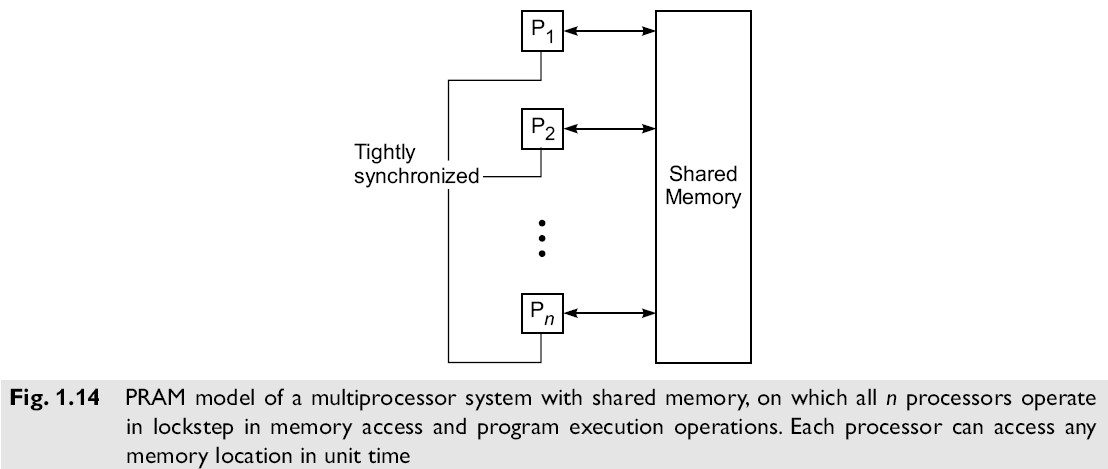 P1
P2
Tightly
synchronized
Shared
Memory
Pn
Fig. 1.14 PRAM model of a multiprocessor system with shared memory, on which all n processors operate
in lockstep in memory access and program execution operations. Each processor can access any
memory location in unit time